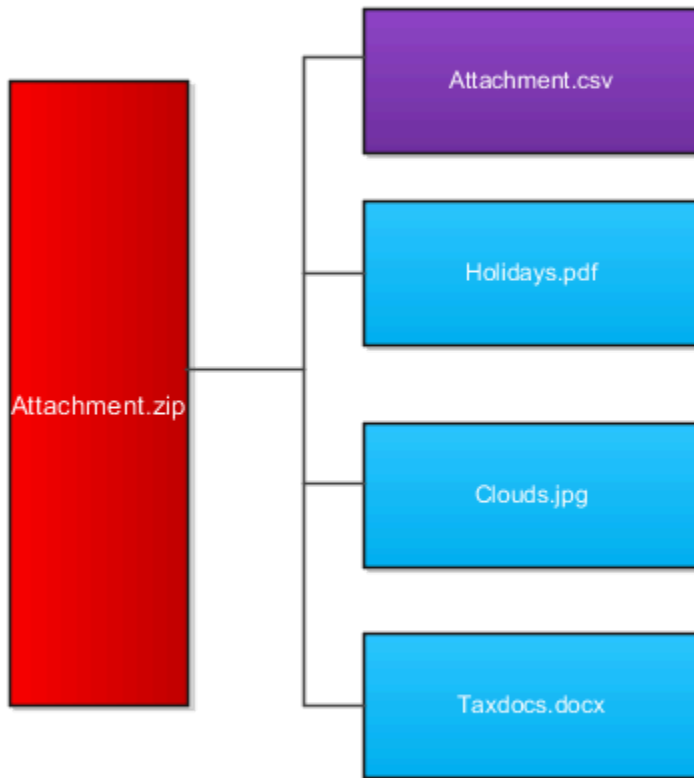 Attachment.zip
Attachment.csv
Holidays.pdf
Clouds.jpg
Taxdocs.docx